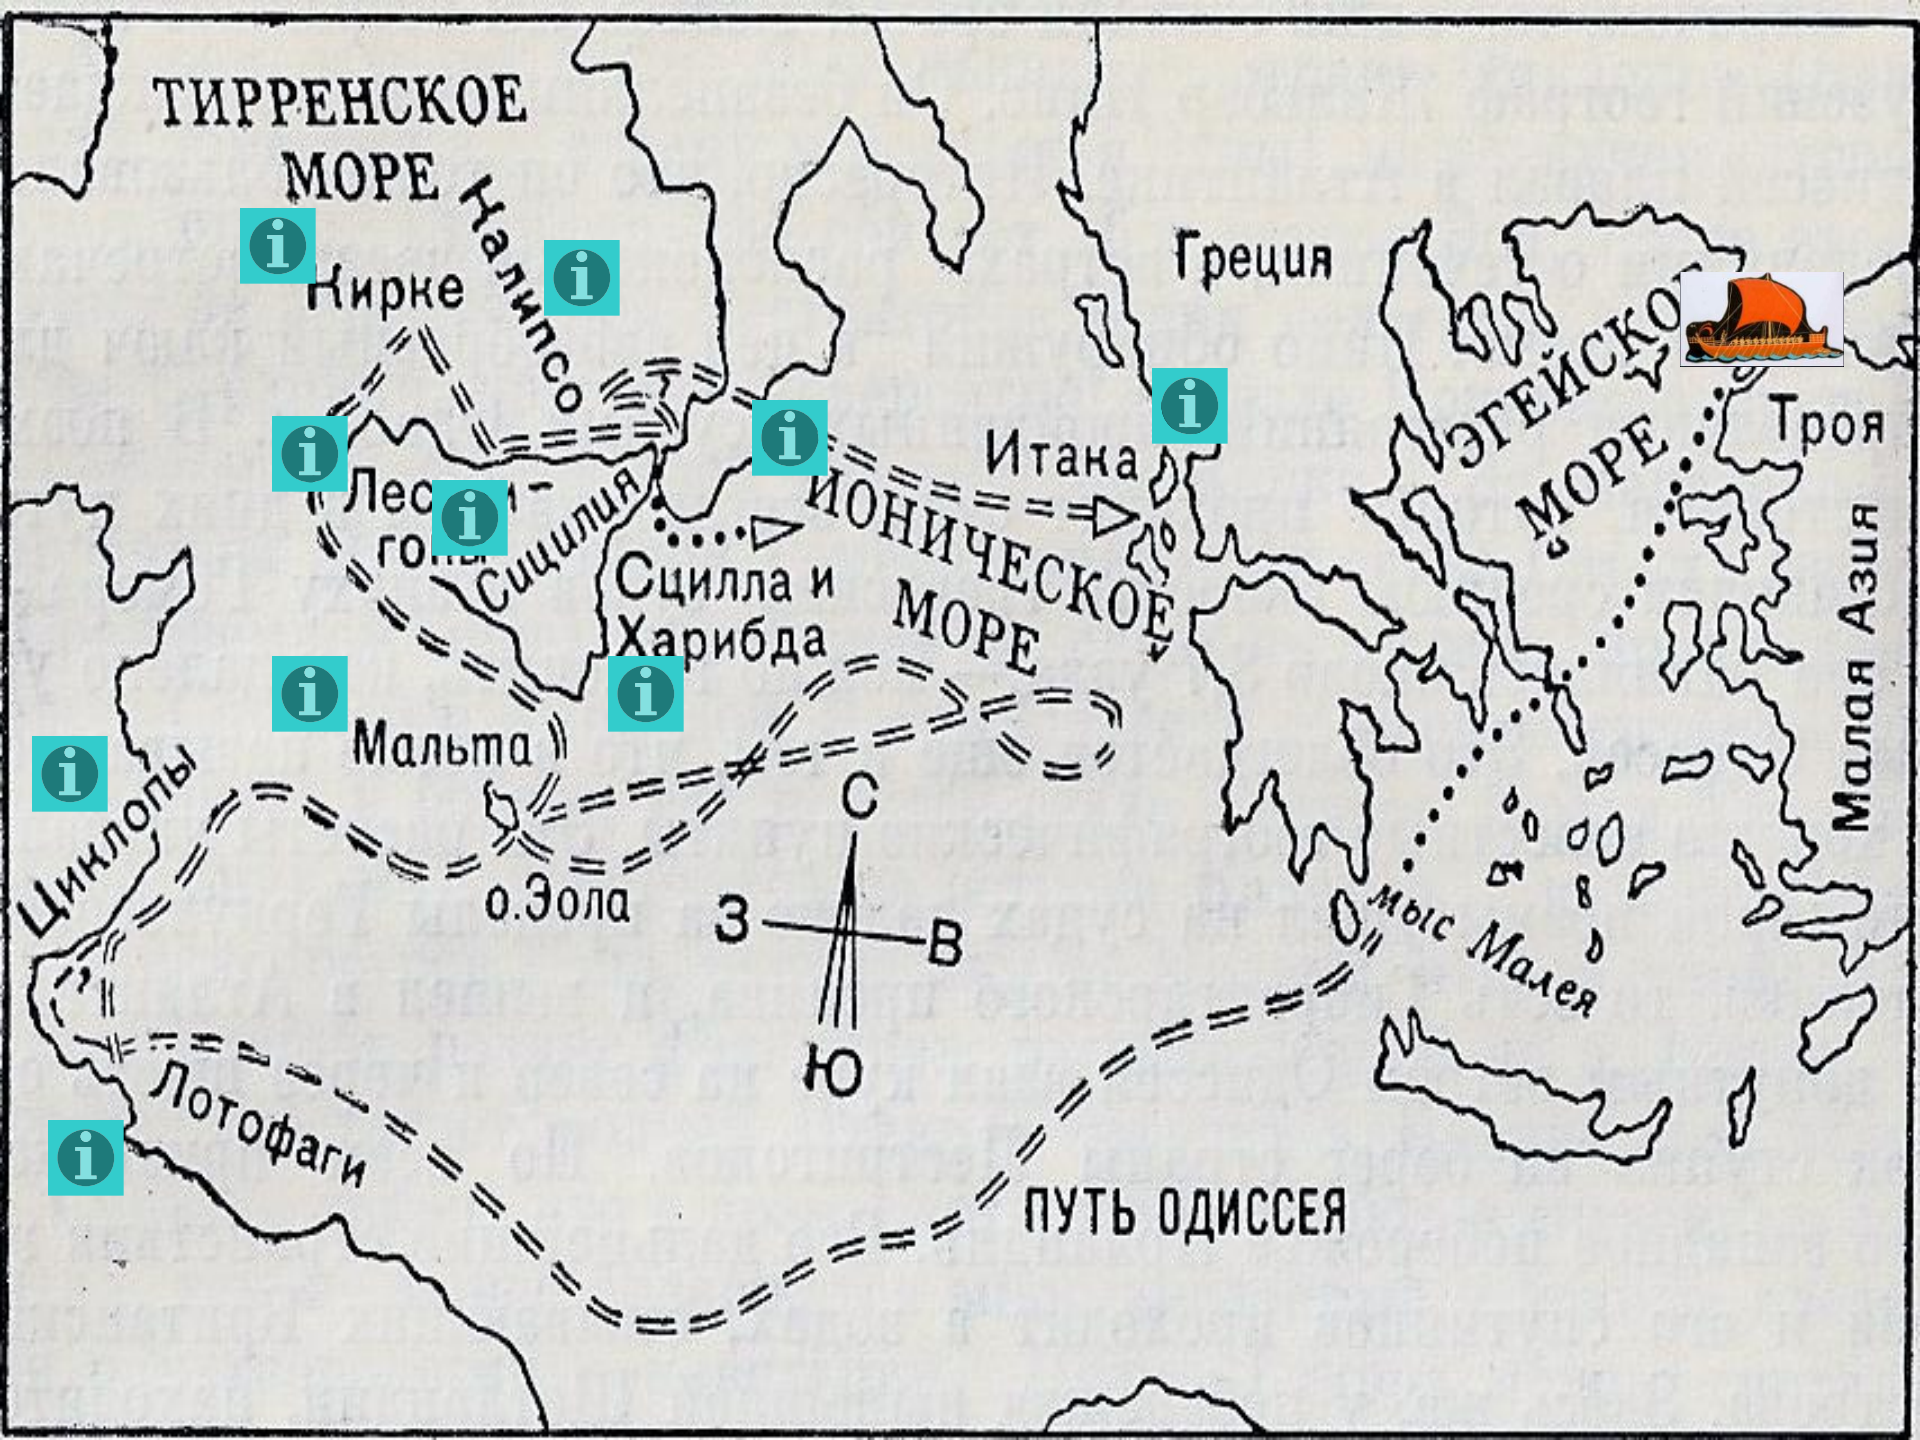 ТИРРЕНСКОЕ
МОРЕ
Калипсо
Кирке
Греция
ЭГЕЙСКО
МОРЕ
Троя
Итака
Малая Азия
Лес и-
гоны
Сицилия
ИОНИЧЕСКОЕ
МОРЕ
Сцилла и
Харибда
Мальта
Циклопы
о.Эола
С
З
В
Ю
мыс Малея
Лотофаги
ПУТЬ ОДИССЕЯ
i
i
i
i
i
i
i
i
i
i